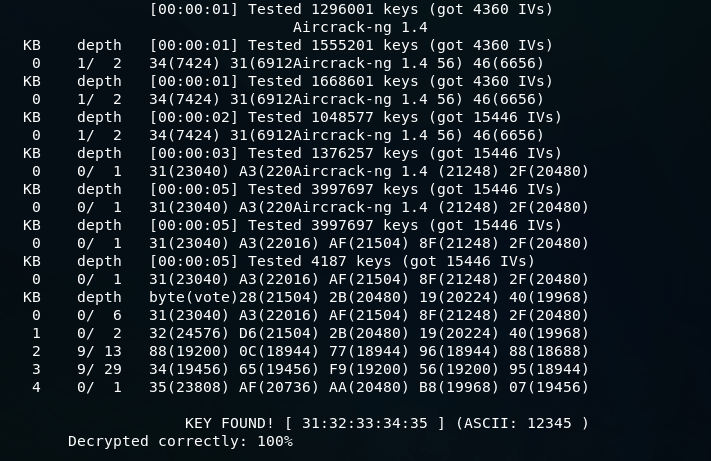 [00:00:01] Tested 1296001 keys (got 4360 IVs)
Aircrack-ng 1.4
KB depth [00:00:01] Tested 1555201 keys (got 4360 IVs)
0 1/ 2 34(7424) 31(6912Aircrack-ng 1.4 56) 46(6656)
KB depth [00:00:01] Tested 1668601 keys (got 4360 IVs)
0 1/ 2 34(7424) 31(6912Aircrack-ng 1.4 56) 46(6656)
KB depth [00:00:02] Tested 1048577 keys (got 15446 IVs)
0 1/ 2 34(7424) 31(6912Aircrack-ng 1.4 56) 46(6656)
KB depth [00:00:03] Tested 1376257 keys (got 15446 IVs)
0 0/ 1 31(23040) A3(220Aircrack-ng 1.4 (21248) 2F(20480)
KB depth [00:00:05] Tested 3997697 keys (got 15446 IVs)
0 0/ 1 31(23040) A3(220Aircrack-ng 1.4 (21248) 2F(20480)
KB depth [00:00:05] Tested 3997697 keys (got 15446 IVs)
0 0/ 1 31(23040) A3(22016) AF(21504) 8F(21248) 2F(20480)
KB depth [00:00:05] Tested 4187 keys (got 15446 IVs)
0 0/ 1 31(23040) A3(22016) AF(21504) 8F(21248) 2F(20480)
KB depth byte(vote)28(21504) 2B(20480) 19(20224) 40(19968)
0 0/ 6 31(23040) A3(22016) AF(21504) 8F(21248) 2F(20480)
1 0/ 2 32(24576) D6(21504) 2B(20480) 19(20224) 40(19968)
2 9/ 13 88(19200) 0C(18944) 77(18944) 96(18944) 88(18688)
3 9/ 29 34(19456) 65(19456) F9(19200) 56(19200) 95(18944)
4 0/ 1 35(23808) AF(20736) AA(20480) B8(19968) 07(19456)
KEY FOUND! [ 31:32:33:34:35 ] (ASCII: 12345 )
Decrypted correctly: 100%